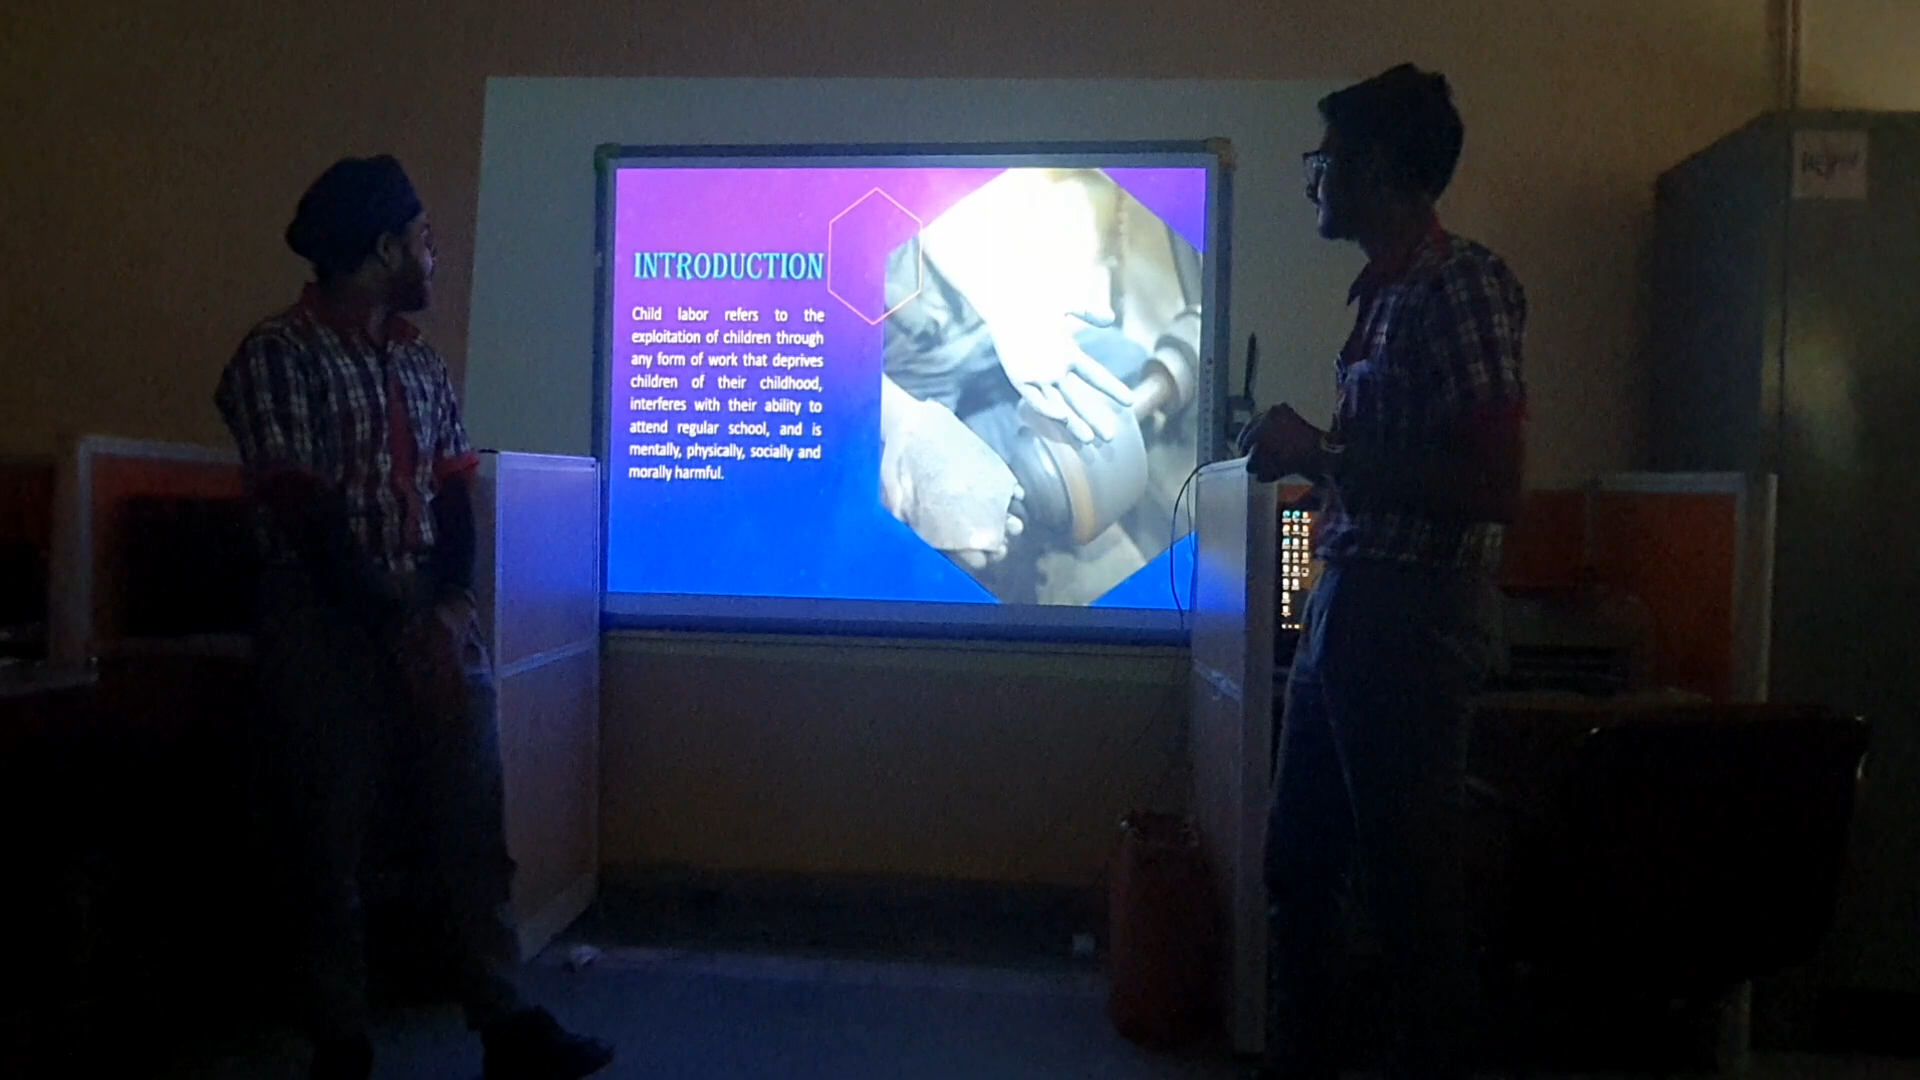 INTRODUCTION
Child labor refers to the
exploitation of children through
any form of work that deprives
children of their childhood,
interferes with their ability to
attend regular school, and is
mentally, physically, socially and
morally harmful.